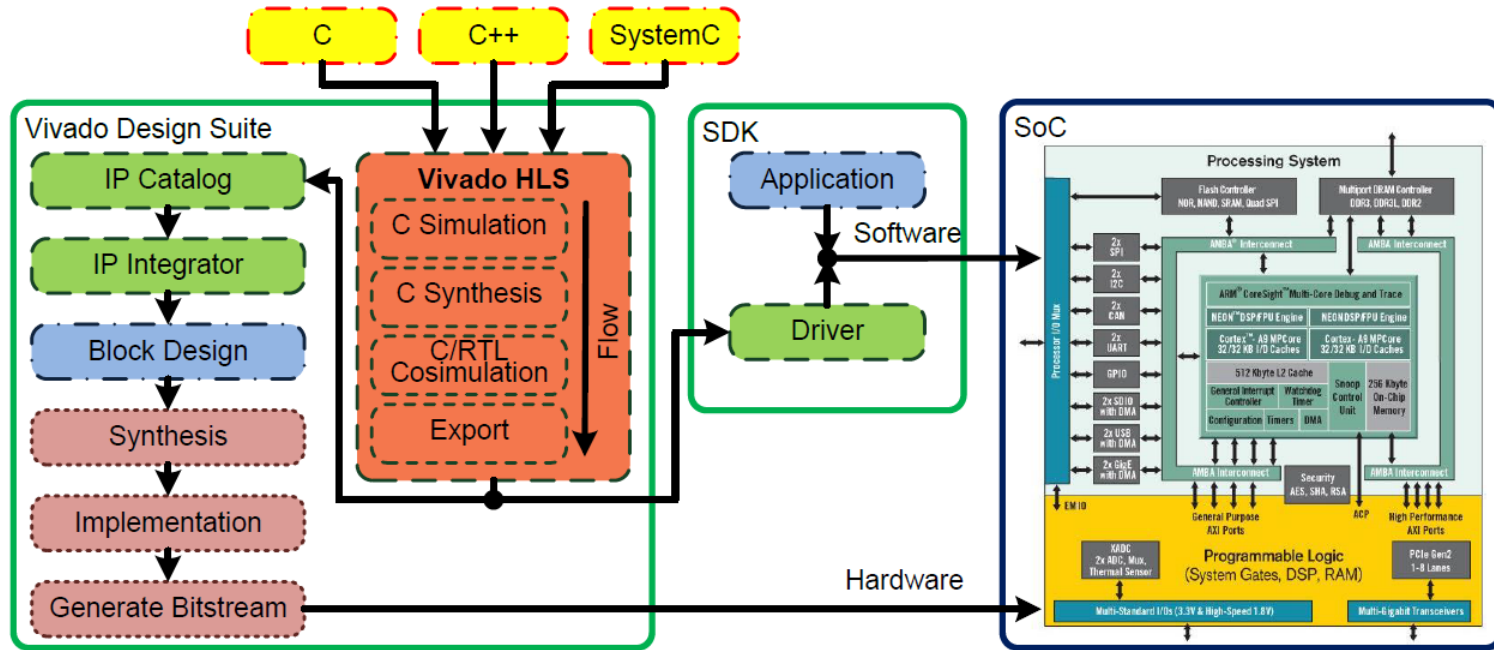 C
C++
SystemC
Vivado Design Suite
IP Catalog
IP Integrator
Block Design
Synthesis
Implementation
Generate Bitstream
Vivado HLS
C Simulation
C Synthesis
C/RTL
Cosimulation
Export
Flow
SDK
Application
Driver
Software
Hardware
SoC
Processing System
Flash Controller
NOR, NAND, SRAM, Quad SPI
Multiport DRAM Controller
DDR3, DDR3L, DDR2
Processor I/O Mux
2x
SPI
2x
I2C
2x
CAN
2x
UART
GPIO
2x SDIO
with DMA
2x USB
with DMA
2x GigE
with DMA
AMBA® Interconnect
AMBA Interconnect
ARM® CoreSight™ Multi-Core Debug and Trace
NEON™ DSP/FPU Engine
NEON DSP/FPU Engine
Cortex™- A9 MPCore
32/32 KB I/D Caches
Cortex- A9 MPCore
32/32 KB I/D Caches
512 Kbyte L2 Cache
General Interrupt
Controller
Watchdog
Timer
Configuration
Timers
DMA
Snoop
Control
Unit
256 Kbyte
On-Chip
Memory
AMBA Interconnect
Security
AES, SHA, RSA
AMBA Interconnect
EMIO
General Purpose
AXI Ports
ACP
High Performance
AXI Ports
XADC
2x ADC, Mux,
Thermal Sensor
Programmable Logic
(System Gates, DSP, RAM)
PCIe Gen2
1-8 Lanes
Multi-Standard I/Os (3.3V & High-Speed 1.8V)
Multi-Gigabit Transceivers